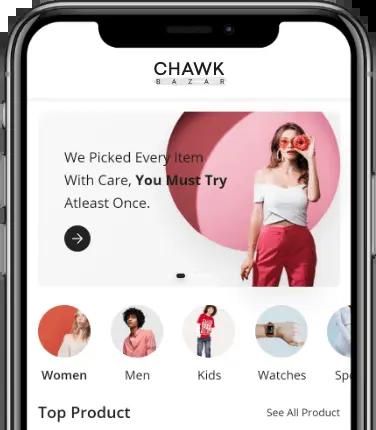 CHAWK
BAZAR
We Picked Every Item
With Care, You Must Try
Atleast Once.
Women
Men
Kids
Watches
Top Product
See All Product